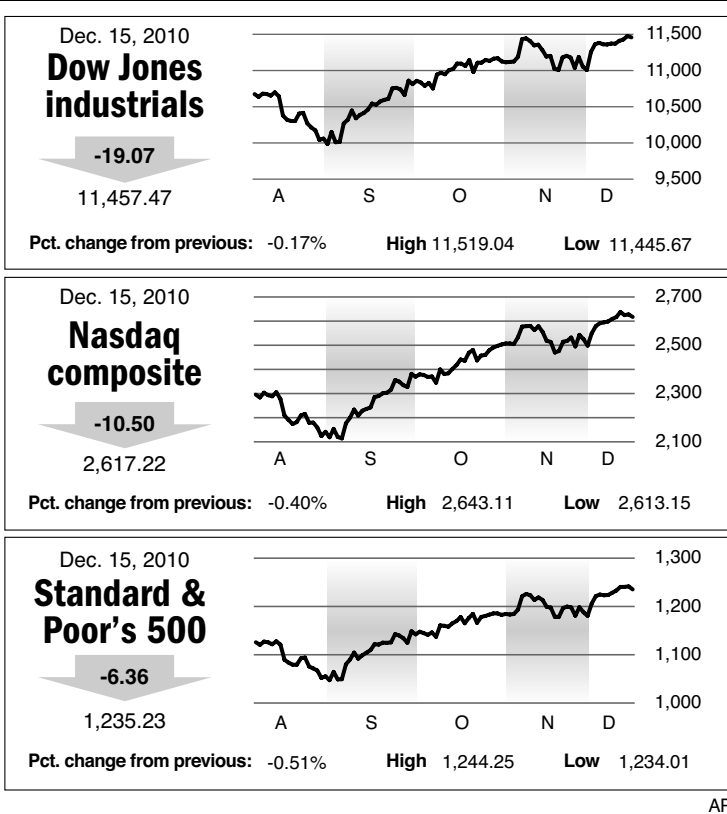 Dec. 15, 2010
Dow Jones
industrials
-19.07
11,457.47
11,500
11,000
10,500
10,000
9,500
A S O N D
Pct. change from previous: -0.17% High 11,519.04 Low 11,445.67
Dec. 15, 2010
Nasdaq
composite
-10.50
2,617.22
2,700
2,500
2,300
2,100
A S O N D
Pct. change from previous: -0.40% High 2,643.11 Low 2,613.15
Dec. 15, 2010
Standard &
Poor's 500
-6.36
1,235.23
1,300
1,200
1,100
1,000
A S O N D
Pct. change from previous: -0.51% High 1,244.25 Low 1,234.01